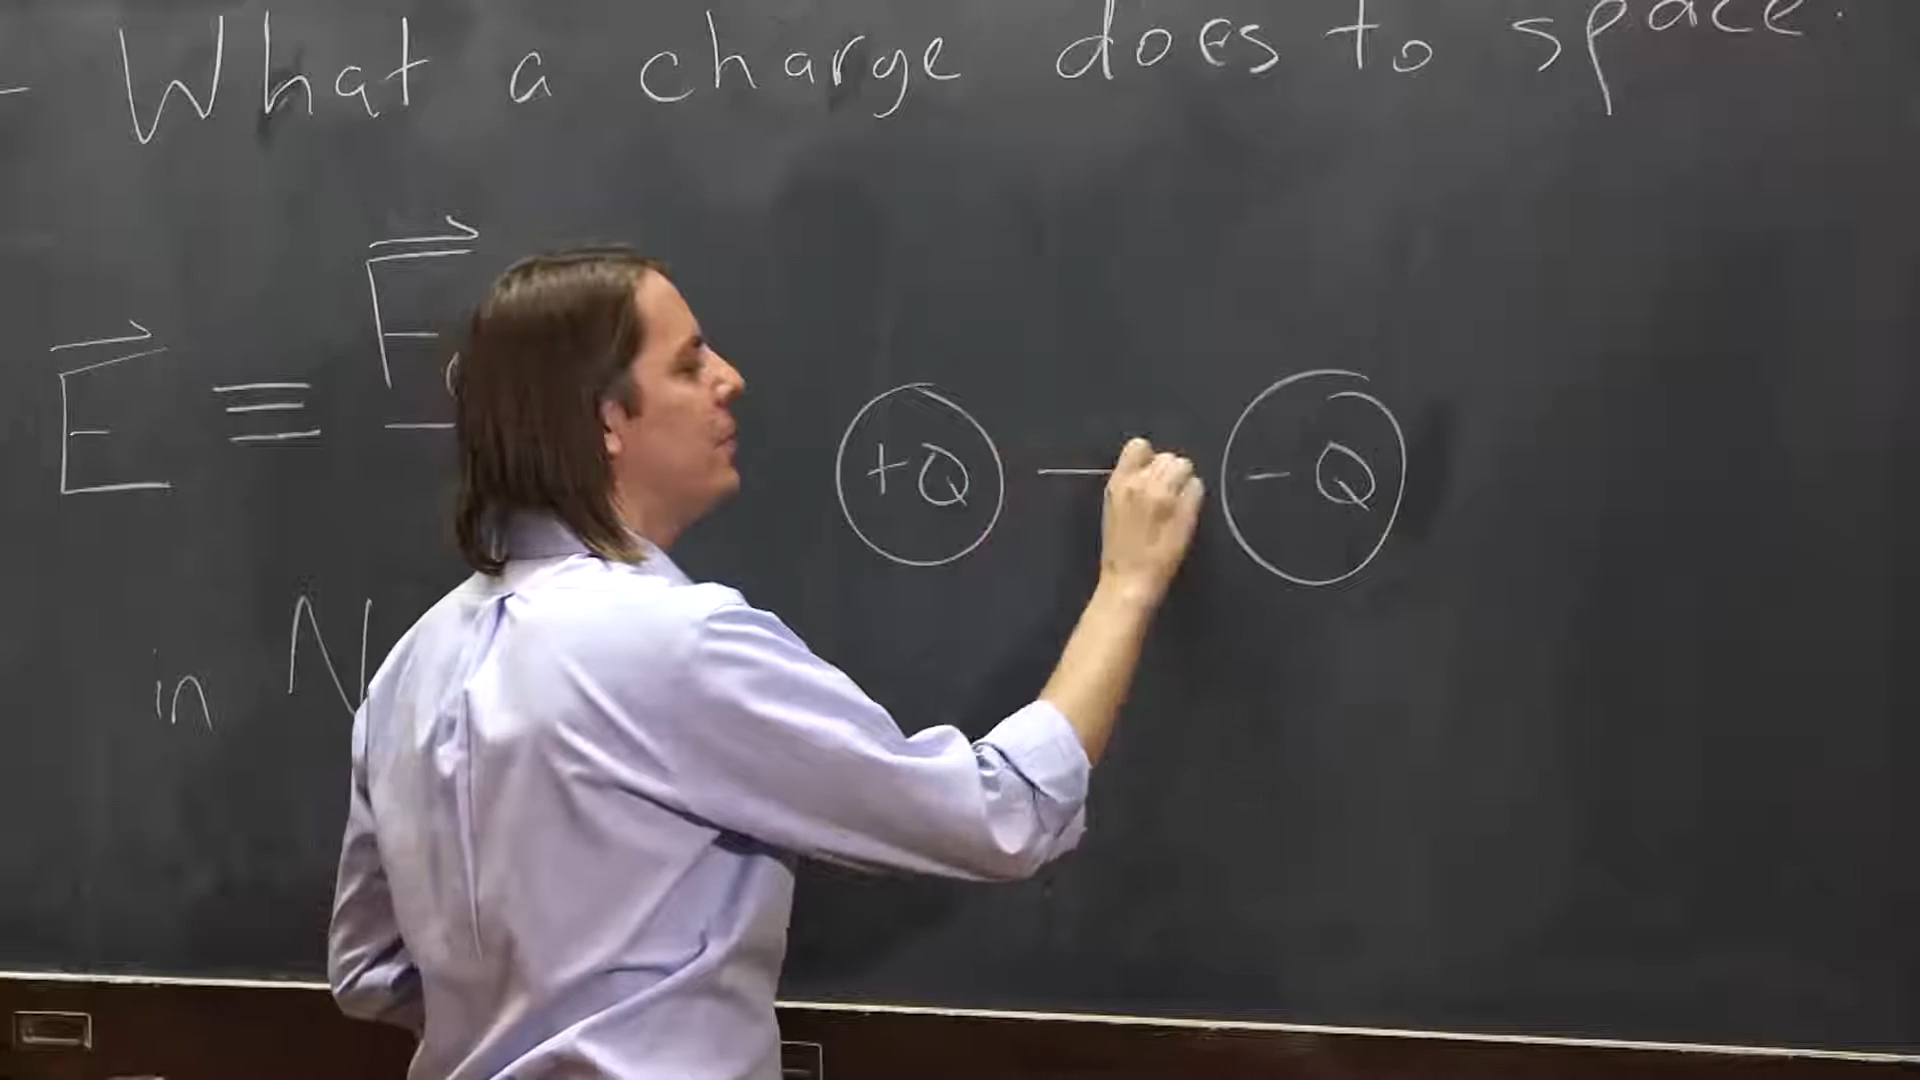 - What a charge does to space.
F
E ≡
+Q - Q
in N